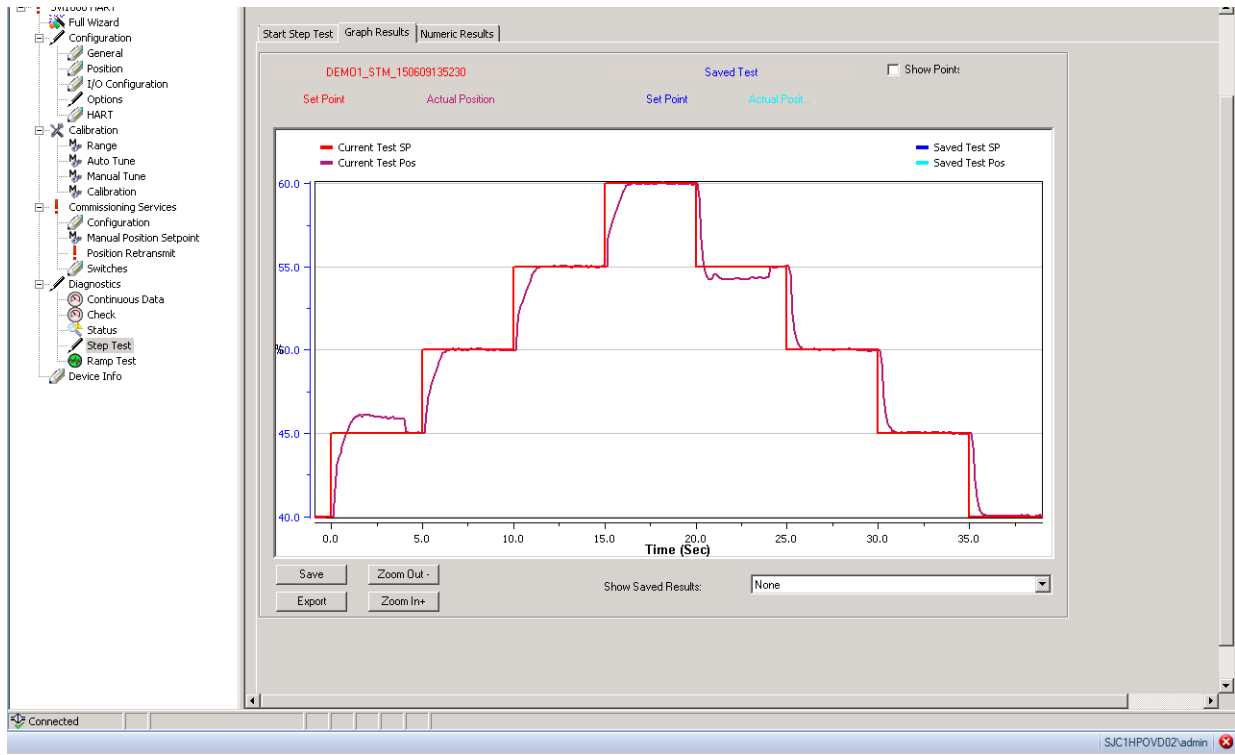 SVI1000 HART
Full Wizard
Configuration
General
Position
I/O Configuration
Options
HART
Calibration
Range
Auto Tune
Manual Tune
Calibration
Commissioning Services
Configuration
Manual Position Setpoint
Position Retransmit
Switches
Diagnostics
Continuous Data
Check
Status
Step Test
Ramp Test
Device Info
Start Step Test Graph Results Numeric Results
DEMO1_STM_150609135230 Saved Test Show Points
Set Point Actual Position Set Point Actual Posit...
Current Test SP Saved Test SP
Current Test Pos Saved Test Pos
60.0
55.0
%
50.0
45.0
40.0
0.0 5.0 10.0 15.0 20.0 25.0 30.0 35.0
Time (Sec)
Save Zoom Out -
Show Saved Results: None
Export Zoom In+
Connected
SJC1HPOVD02\admin